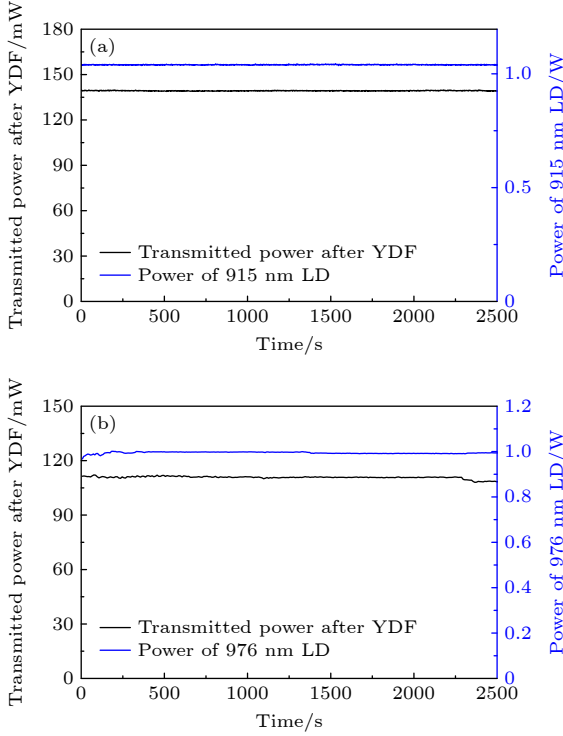 (a)
Transmitted power after YDF/mW
180
150
120
90
60
30
0
1.0
0.5
0
Power of 915 nm LD/W
Transmitted power after YDF
Power of 915 nm LD
0 500 1000 1500 2000 2500
Time/s
(b)
Transmitted power after YDF/mW
150
120
90
60
30
0
1.2
1.0
0.8
0.6
0.4
0.2
0
Power of 976 nm LD/W
Transmitted power after YDF
Power of 976 nm LD
0 500 1000 1500 2000 2500
Time/s